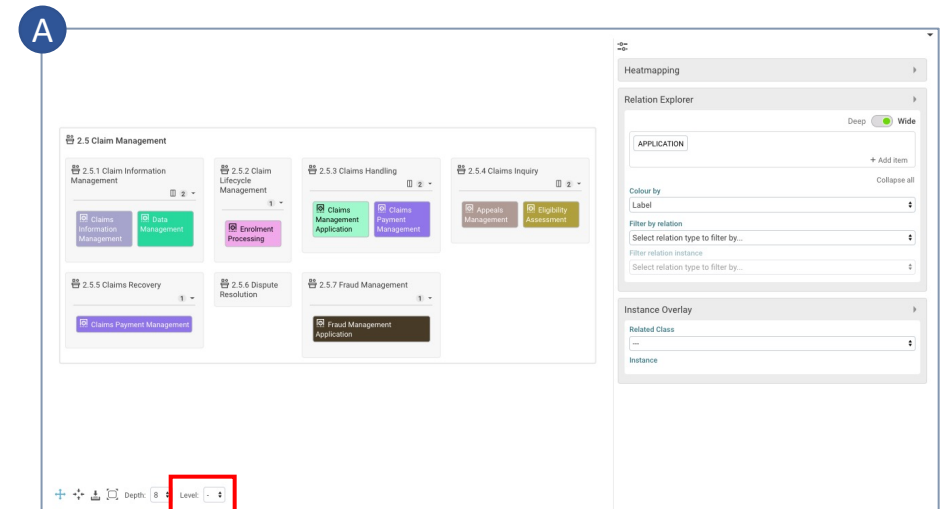 A
Heatmapping
Relation Explorer
Deep Wide
APPLICATION
+ Add item
Collapse all
Colour by
Label
Filter by relation
Select relation type to filter by...
Filter relation instance
Select relation type to filter by...
Instance Overlay
Related Class
---
Instance
2.5 Claim Management
2.5.1 Claim Information
Management
2
Claims
Information
Management
Data
Management
2.5.2 Claim
Lifecycle
Management
1
Enrolment
Processing
2.5.3 Claims Handling
2
Claims
Management
Application
Claims
Payment
Management
2.5.4 Claims Inquiry
2
Appeals
Management
Eligibility
Assessment
2.5.5 Claims Recovery
1
Claims Payment Management
2.5.6 Dispute
Resolution
2.5.7 Fraud Management
1
Fraud Management
Application
Depth: 8 Level: -